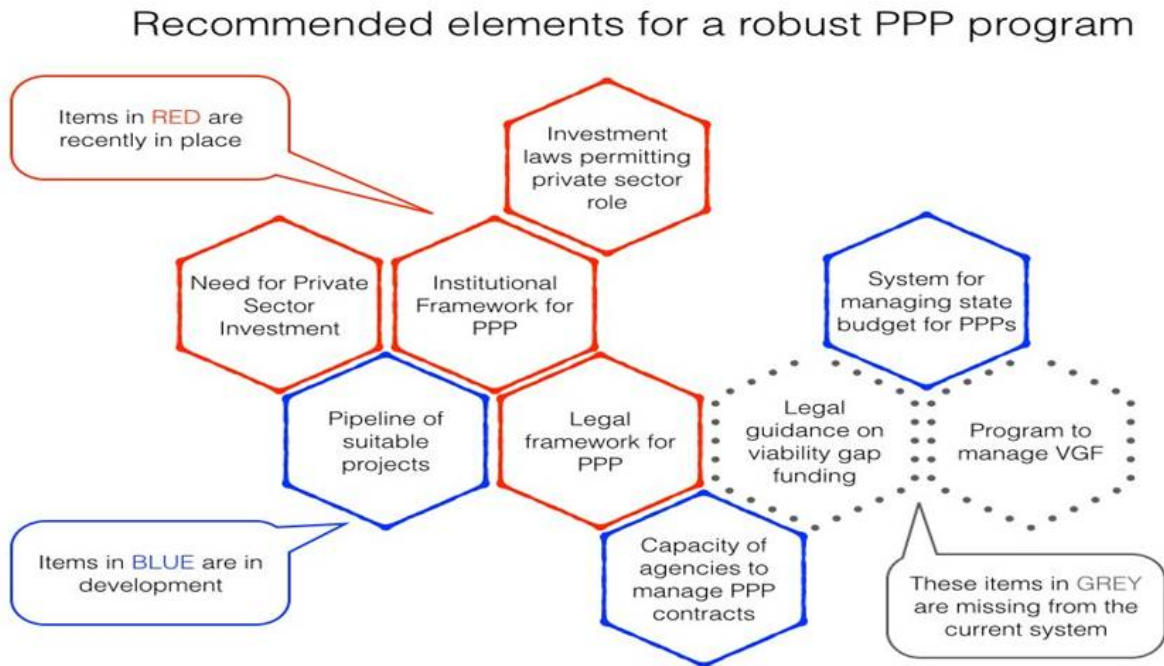 Recommended elements for a robust PPP program
Items in RED are
recently in place
Investment
laws permitting
private sector
role
Need for Private
Sector
Investment
Institutional
Framework for
PPP
System for
managing state
budget for PPPs
Pipeline of
suitable
projects
Legal
framework for
PPP
Legal
guidance on
viability gap
funding
Program to
manage VGF
Items in BLUE are in
development
Capacity of
agencies to
manage PPP
contracts
These items in GREY
are missing from the
current system